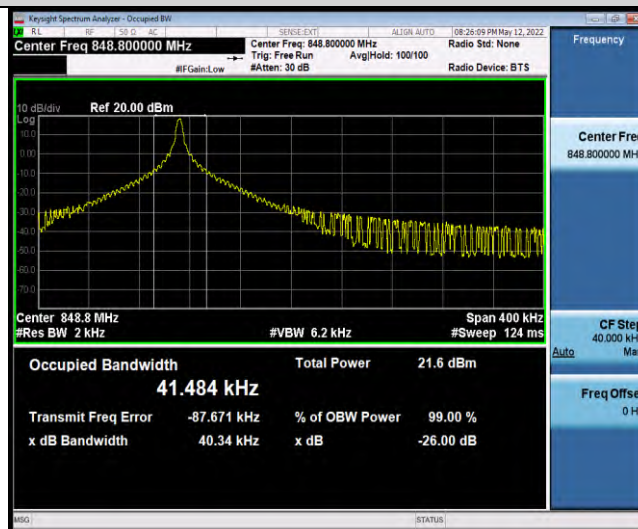 Keysight Spectrum Analyzer - Occupied BW
RL RF 50 Ω AC SENSE:EXT ALIGN AUTO 08:26:09 PM May 12, 2022
Center Freq 848.800000 MHz
Center Freq: 848.800000 MHz
Radio Std: None
Trig: Free Run Avg|Hold: 100/100
#IFGain:Low
#Atten: 30 dB
Radio Device: BTS
Frequency
10 dB/div Ref 20.00 dBm
Log
10.0
0.00
-10.0
-20.0
-30.0
-40.0
-50.0
-60.0
-70.0
Center Fre
848.800000 MH
Center 848.8 MHz Span 400 kHz
#Res BW 2 kHz #VBW 6.2 kHz #Sweep 124 ms
CF Ste
40.000 kH
Auto Ma
Occupied Bandwidth Total Power 21.6 dBm
41.484 kHz
Transmit Freq Error -87.671 kHz % of OBW Power 99.00 %
x dB Bandwidth 40.34 kHz x dB -26.00 dB
Freq Offse
0 H
MSG STATUS